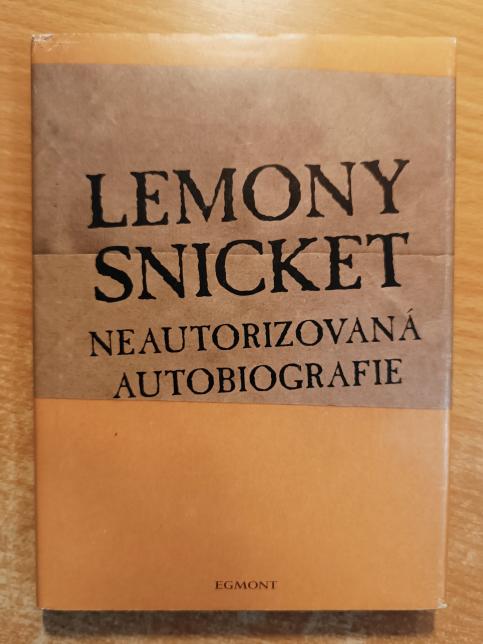 LEMONY
SNICKET
NEAUTORIZOVANÁ
AUTOBIOGRAFIE
EGMONT